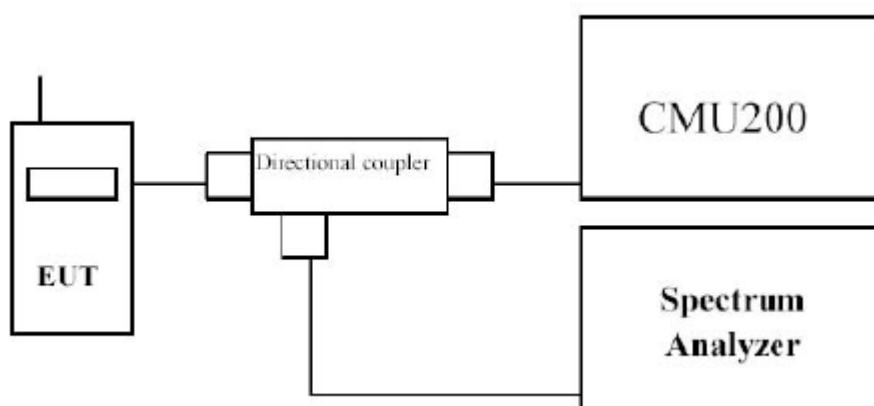 CMU200
Directional coupler
EUT
Spectrum
Analyzer